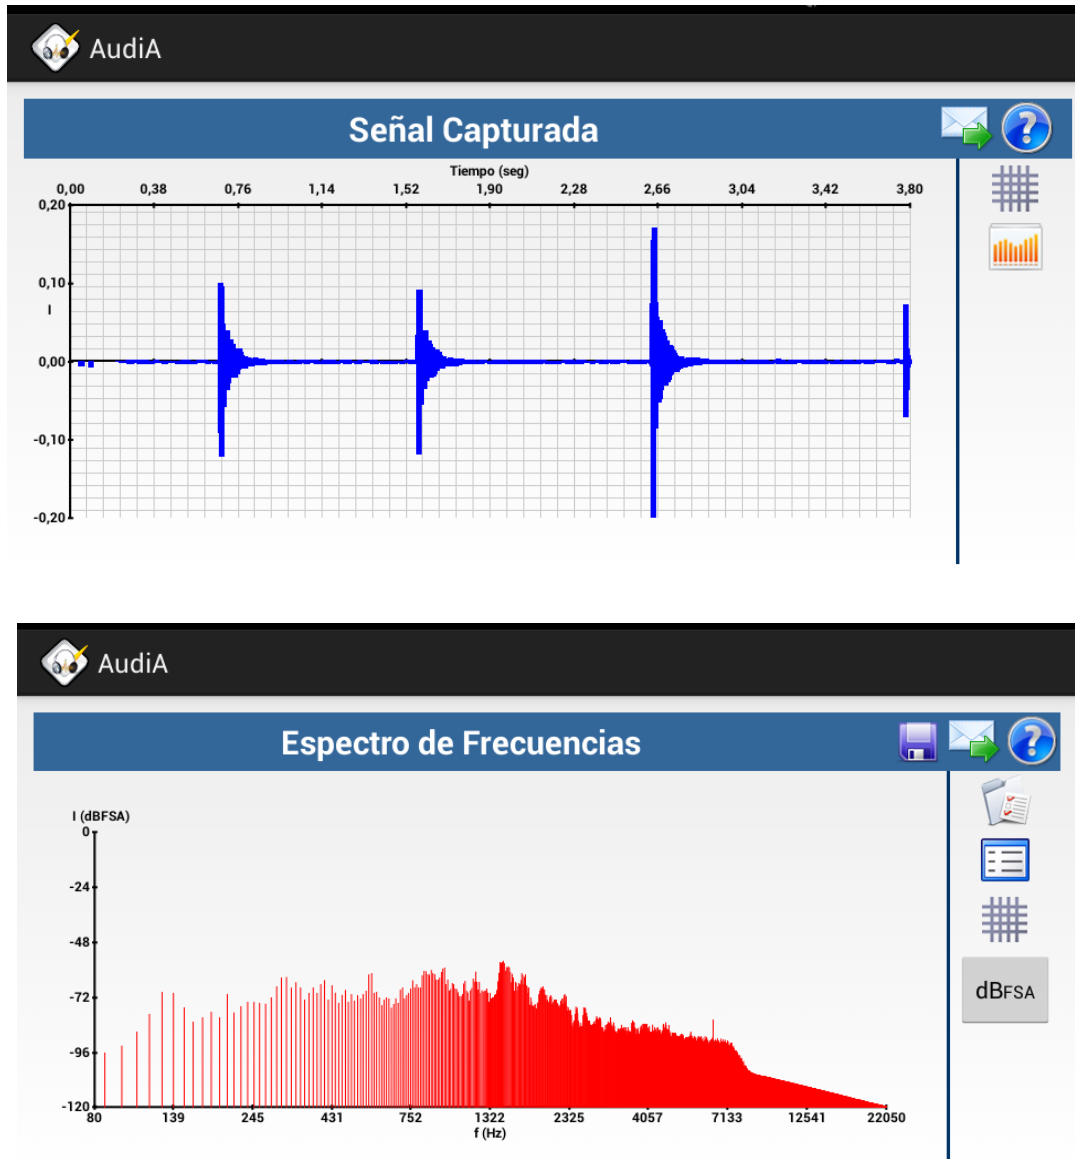 AudiA
Señal Capturada
Tiempo (seg)
0,00 0,38 0,76 1,14 1,52 1,90 2,28 2,66 3,04 3,42 3,80
0,20
0,10
I
0,00
-0,10
-0,20
AudiA
Espectro de Frecuencias
I (dBFSA)
0
-24
-48
-72
dBFSA
-96
-120
80 139 245 431 752 1322 2325 4057 7133 12541 22050
f (Hz)